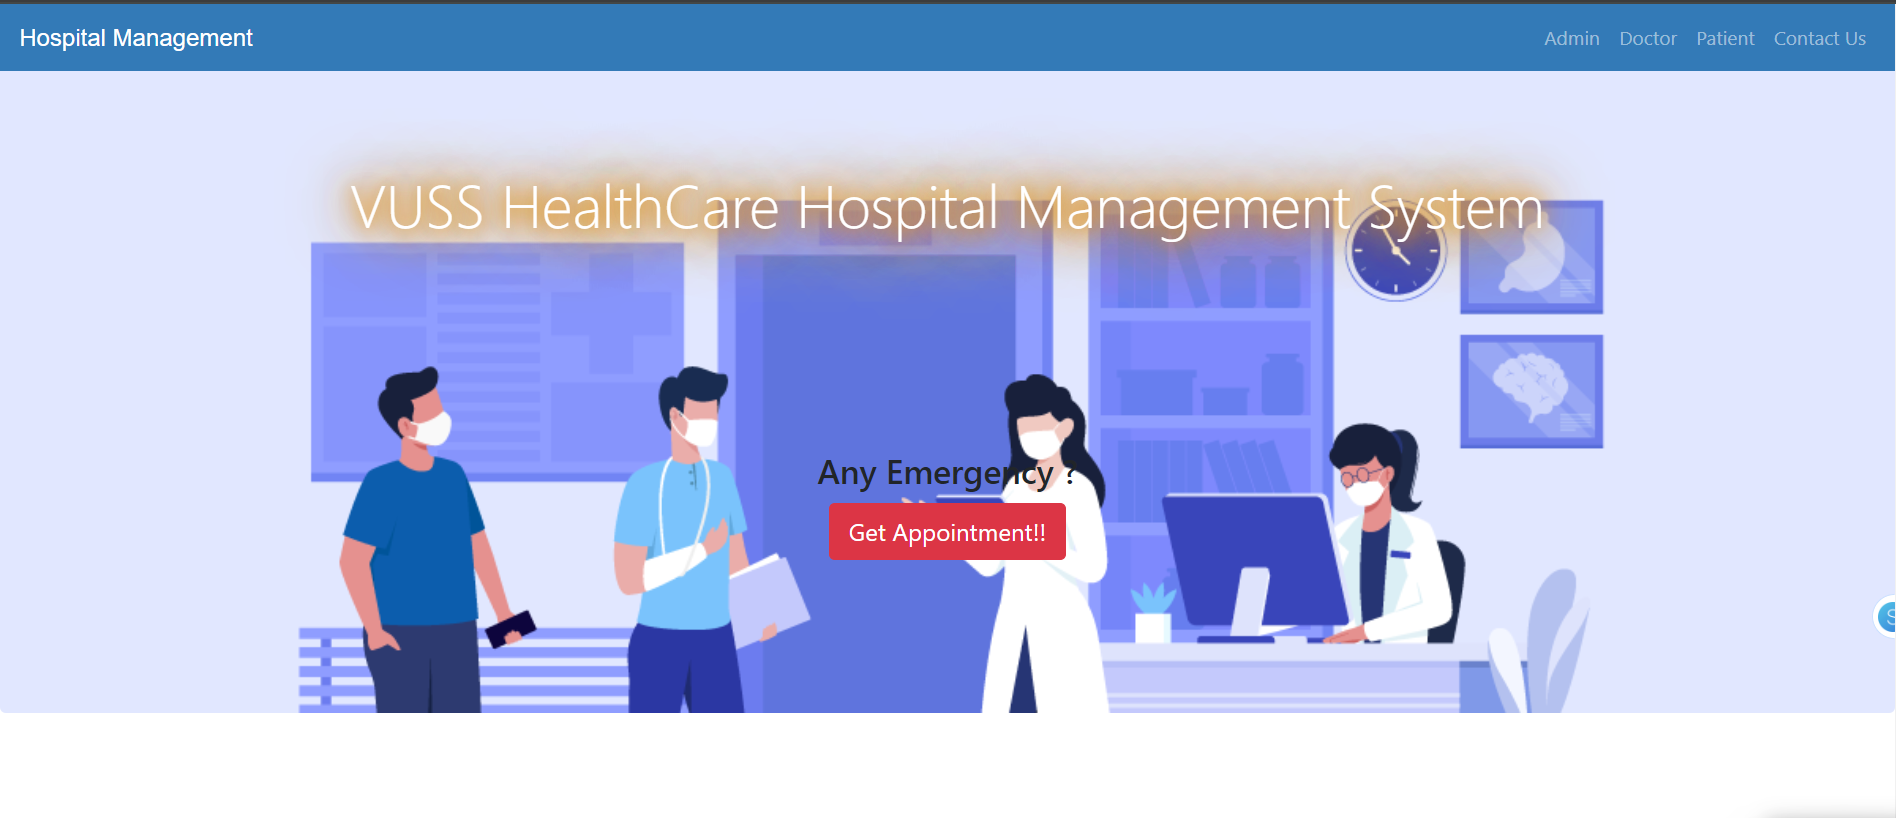 Hospital Management
Admin Doctor Patient Contact Us
VUSS HealthCare Hospital Management System
Any Emergency ?
Get Appointment!!
S